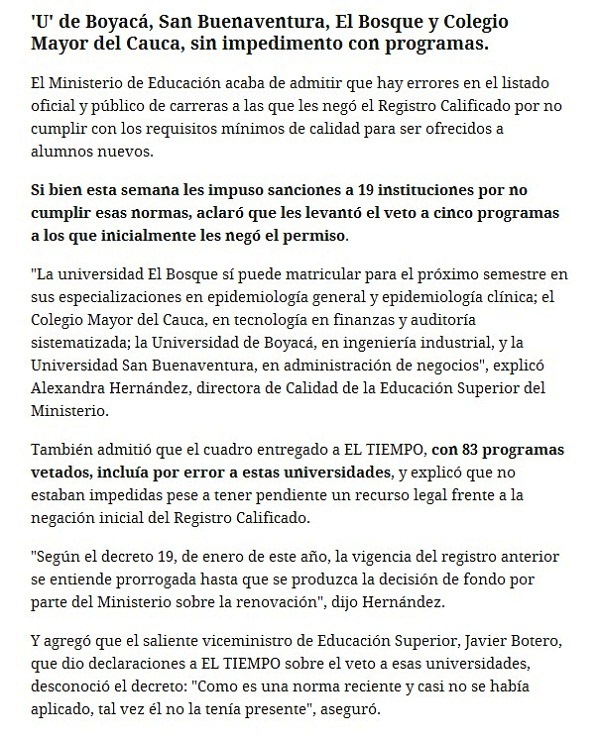 'U' de Boyacá, San Buenaventura, El Bosque y Colegio
Mayor del Cauca, sin impedimento con programas.
El Ministerio de Educación acaba de admitir que hay errores en el listado
oficial y público de carreras a las que les negó el Registro Calificado por no
cumplir con los requisitos mínimos de calidad para ser ofrecidos a
alumnos nuevos.
Si bien esta semana les impuso sanciones a 19 instituciones por no
cumplir esas normas, aclaró que les levantó el veto a cinco programas
a los que inicialmente les negó el permiso.
"La universidad El Bosque sí puede matricular para el próximo semestre en
sus especializaciones en epidemiología general y epidemiología clínica; el
Colegio Mayor del Cauca, en tecnología en finanzas y auditoría
sistematizada; la Universidad de Boyacá, en ingeniería industrial, y la
Universidad San Buenaventura, en administración de negocios", explicó
Alexandra Hernández, directora de Calidad de la Educación Superior del
Ministerio.
También admitió que el cuadro entregado a EL TIEMPO, con 83 programas
vetados, incluía por error a estas universidades, y explicó que no
estaban impedidas pese a tener pendiente un recurso legal frente a la
negación inicial del Registro Calificado.
"Según el decreto 19, de enero de este año, la vigencia del registro anterior
se entiende prorrogada hasta que se produzca la decisión de fondo por
parte del Ministerio sobre la renovación", dijo Hernández.
Y agregó que el saliente viceministro de Educación Superior, Javier Botero,
que dio declaraciones a EL TIEMPO sobre el veto a esas universidades,
desconoció el decreto: "Como es una norma reciente y casi no se había
aplicado, tal vez él no la tenía presente", aseguró.